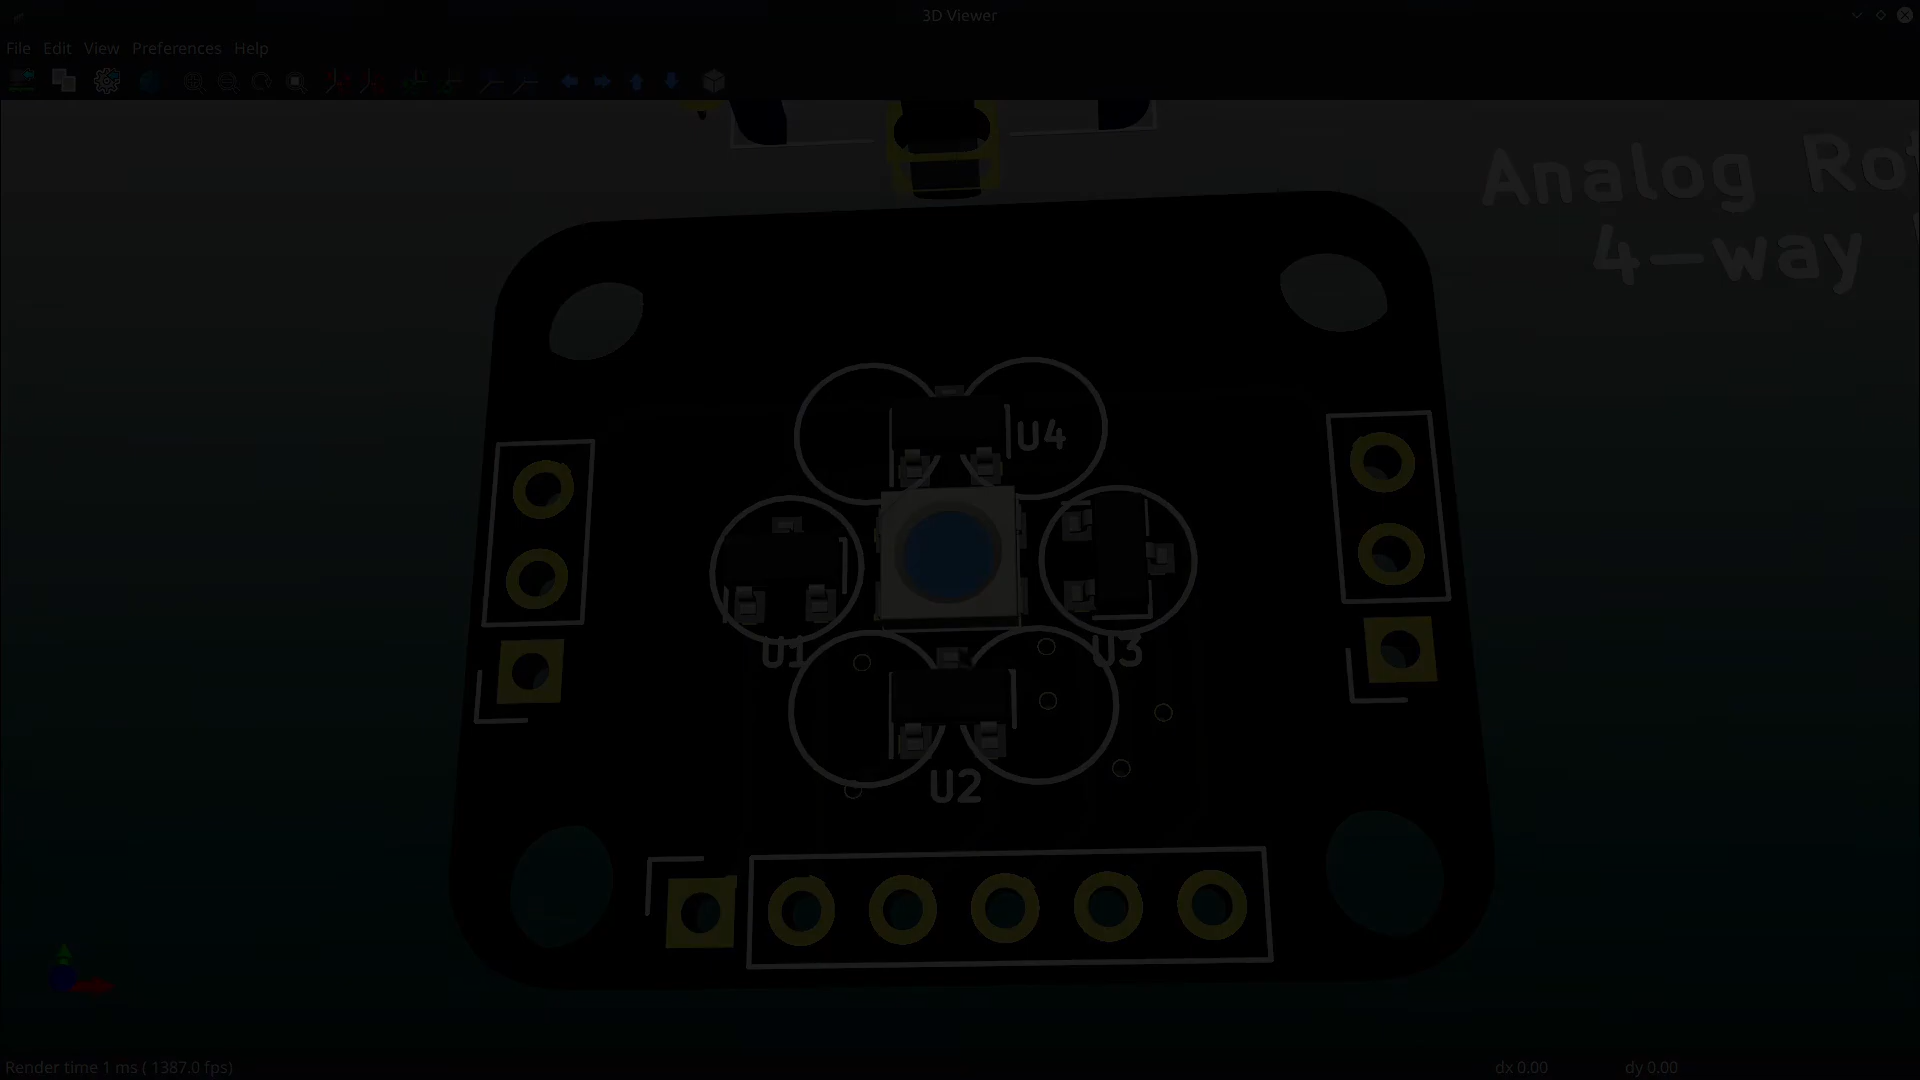 3D Viewer
File Edit View Preferences Help
Analog
4-way
U4
U1
U3
U2
Render time 1 ms ( 1387.0 fps)
dx 0.00
dy 0.00